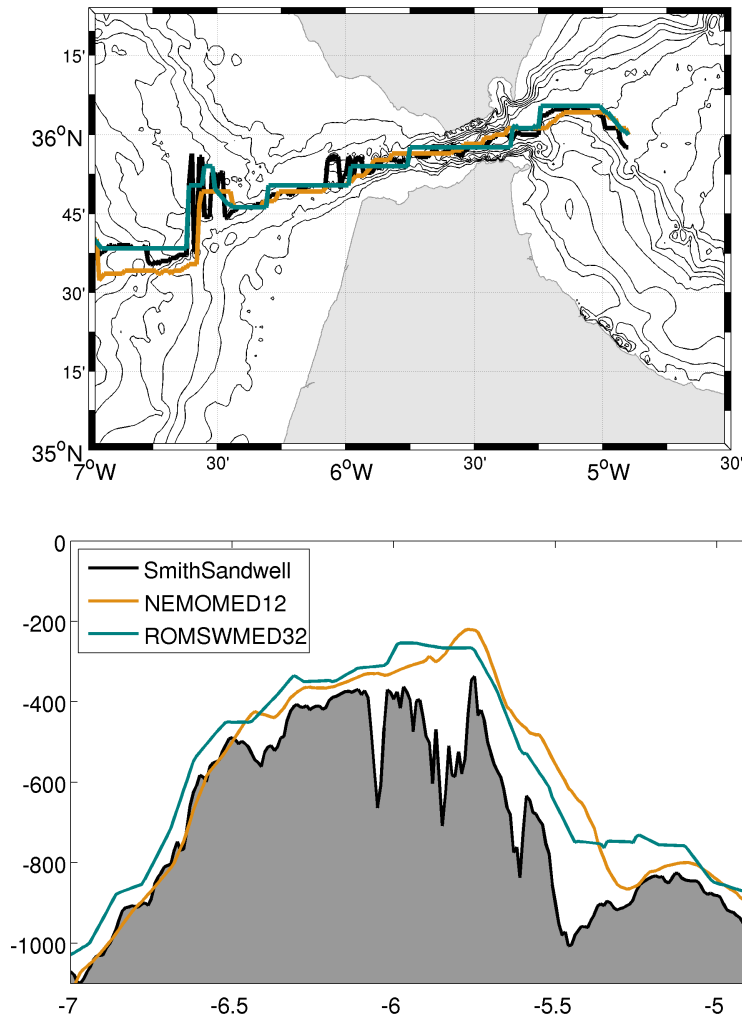 15'
36°N
45'
30'
15'
35°N
7°W 30' 6°W 30' 5°W 30'
0
-200
-400
-600
-800
-1000
SmithSandwell
NEMOMED12
ROMSWMED32
-7 -6.5 -6 -5.5 -5